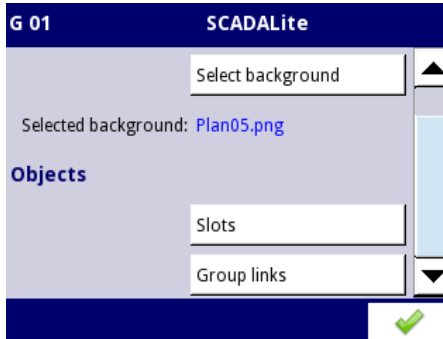 G 01 SCADALite
Select background
Selected background: Plan05.png
Objects
Slots
Group links